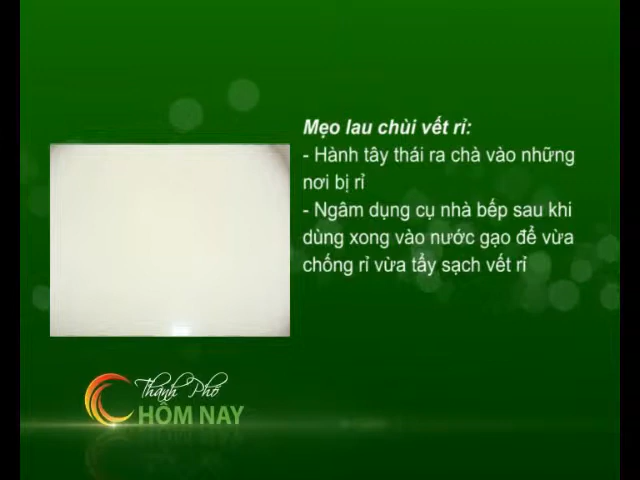 Mẹo lau chùi vết rỉ:
- Hành tây thái ra chà vào những
nơi bị rỉ
- Ngâm dụng cụ nhà bếp sau khi
dùng xong vào nước gạo để vừa
chống rỉ vừa tẩy sạch vết rỉ
Thành Phố
HÔM NAY